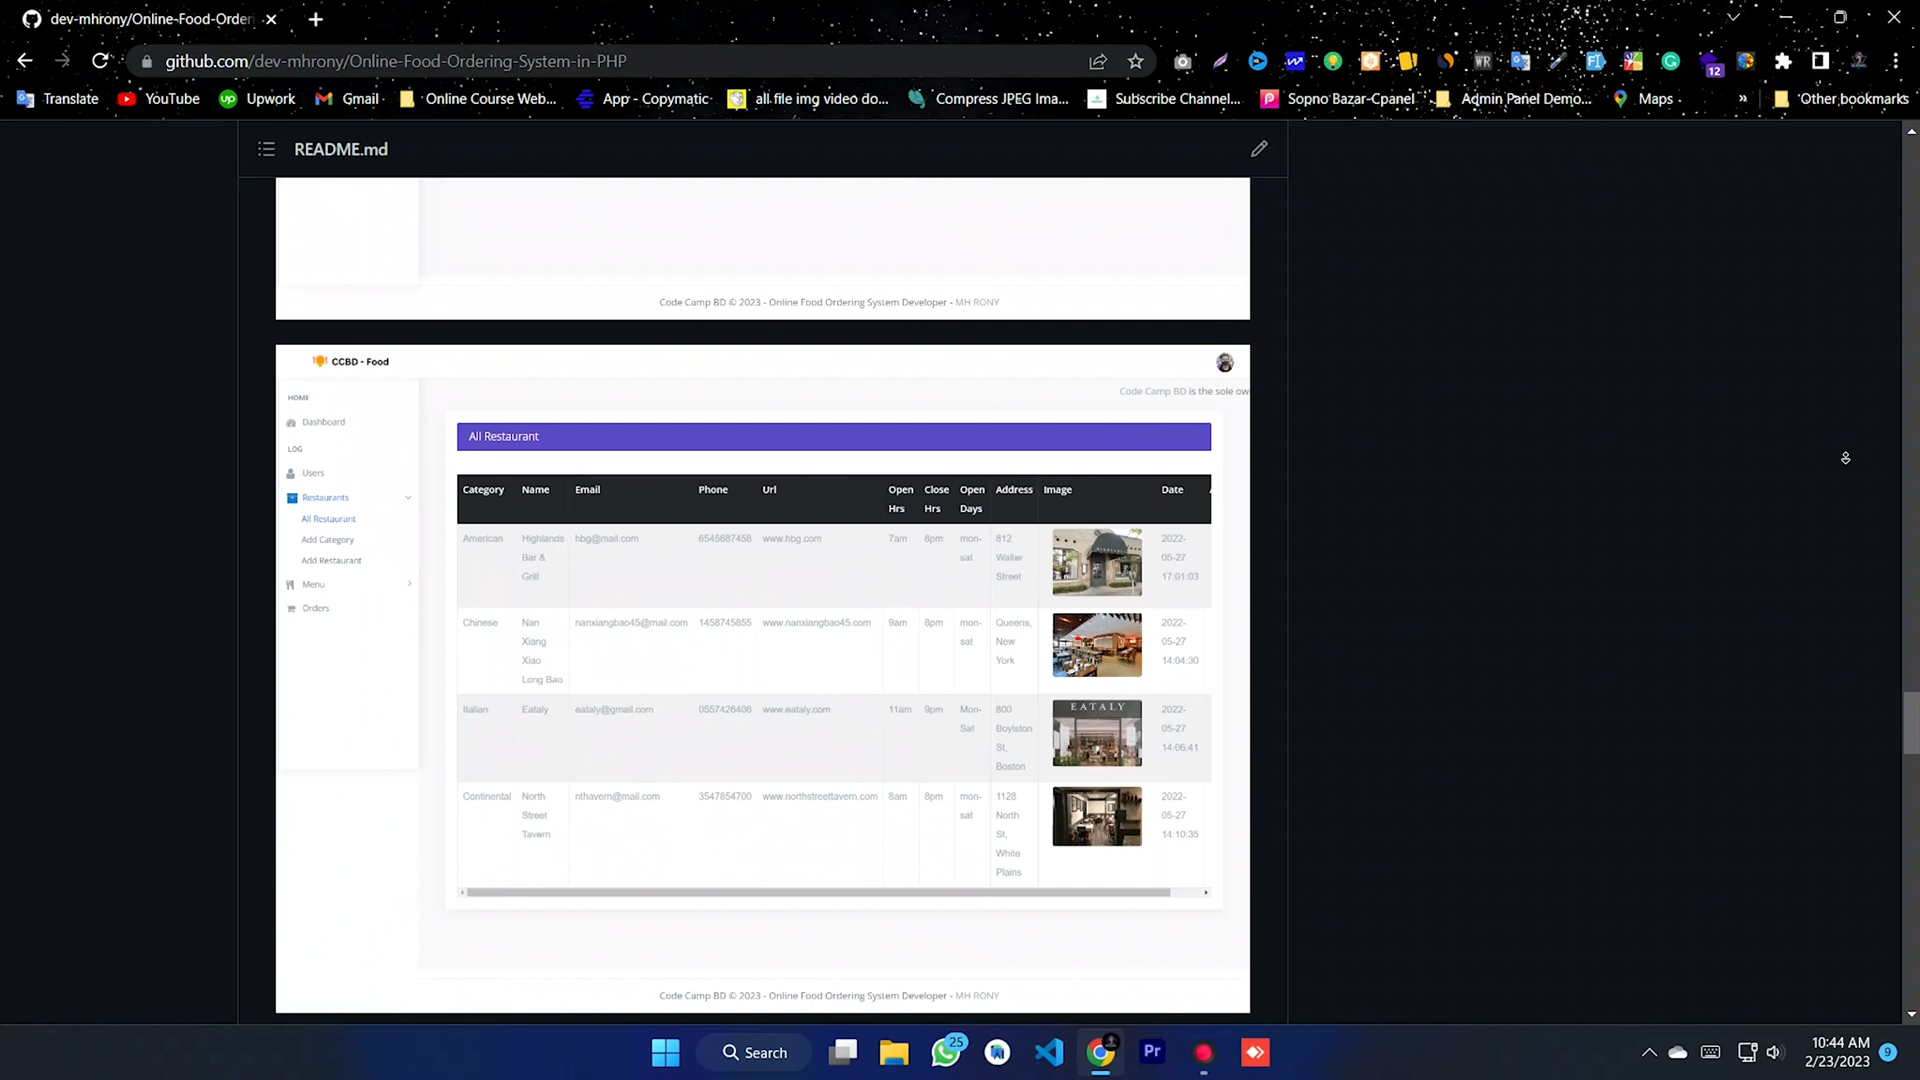 dev-mhrony/Online-Food-Orderi
github.com/dev-mhrony/Online-Food-Ordering-System-in-PHP
WR
12
Translate
YouTube
Upwork
Gmail
Online Course Web...
App - Copymatic
all file img video do...
Compress JPEG Ima...
Subscribe Channel...
Sopno Bazar-Cpanel
Admin Panel Demo...
Maps
»
Other bookmarks
README.md
Code Camp BD © 2023 - Online Food Ordering System Developer - MH RONY
CCBD - Food
HOME
Dashboard
LOG
Users
Restaurants
All Restaurant
Add Category
Add Restaurant
Menu
Orders
Code Camp BD is the sole ow
All Restaurant
Category Name Email Phone Url Open Hrs Close Hrs Open Days Address Image Date
American Highlands Bar & Grill hbg@mail.com 6545687458 www.hbg.com 7am 8pm mon-sat 812 Walter Street 2022-05-27 17:01:03
Chinese Nan Xiang Xiao Long Bao nanxiangbao45@mail.com 1458745855 www.nanxiangbao45.com 9am 8pm mon-sat Queens, New York 2022-05-27 14:04:30
Italian Eataly eataly@gmail.com 0557426406 www.eataly.com 11am 9pm Mon-Sat 800 Boylston St, Boston EATALY 2022-05-27 14:06:41
Continental North Street Tavern nthavern@mail.com 3547854700 www.northstreettavern.com 8am 8pm mon-sat 1128 North St, White Plains 2022-05-27 14:10:35
Code Camp BD © 2023 - Online Food Ordering System Developer - MH RONY
Search
25
Pr
10:44 AM
2/23/2023
9